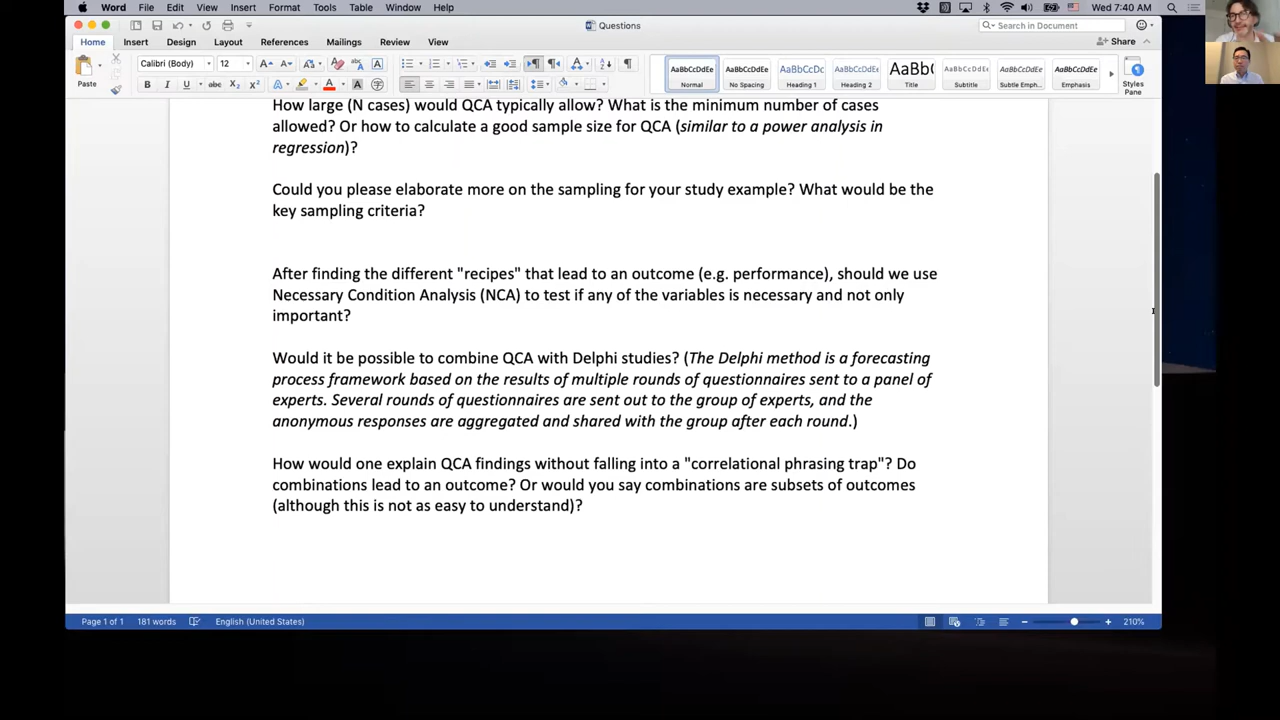 Word File Edit View Insert Format Tools Table Window Help Wed 7:40 AM
Questions
Search in Document
Home Insert Design Layout References Mailings Review View Share
Paste
Calibri (Body) 12
AaBbCcDdEe AaBbCcDdEe AaBbCcDc AaBbCcDdEe AaBb( AaBbCcDdEe AaBbCcDdEe AaBbCcDdEe
Normal No Spacing Heading 1 Heading 2 Title Subtitle Subtle Emph... Emphasis Styles Pane
How large (N cases) would QCA typically allow? What is the minimum number of cases
allowed? Or how to calculate a good sample size for QCA (similar to a power analysis in
regression)?
Could you please elaborate more on the sampling for your study example? What would be the
key sampling criteria?
After finding the different "recipes" that lead to an outcome (e.g. performance), should we use
Necessary Condition Analysis (NCA) to test if any of the variables is necessary and not only
important?
Would it be possible to combine QCA with Delphi studies? (The Delphi method is a forecasting
process framework based on the results of multiple rounds of questionnaires sent to a panel of
experts. Several rounds of questionnaires are sent out to the group of experts, and the
anonymous responses are aggregated and shared with the group after each round.)
How would one explain QCA findings without falling into a "correlational phrasing trap"? Do
combinations lead to an outcome? Or would you say combinations are subsets of outcomes
(although this is not as easy to understand)?
Page 1 of 1 181 words English (United States) 210%